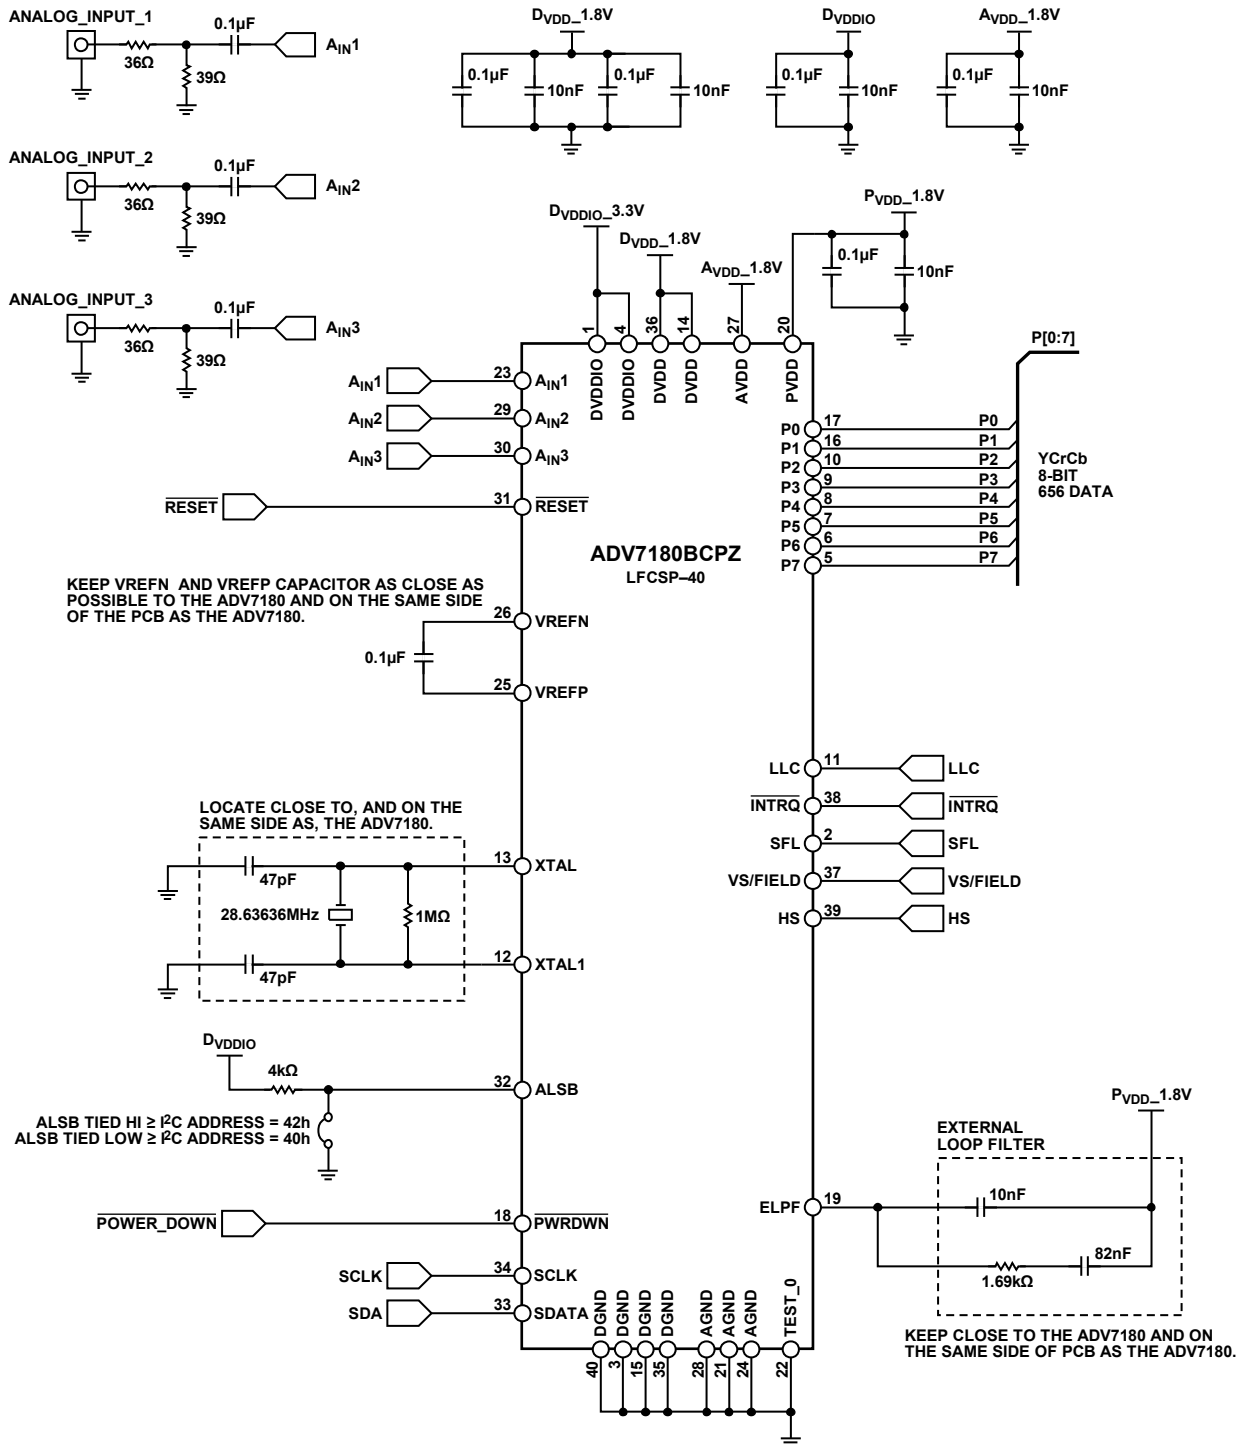 ANALOG_INPUT_1
0.1µF
36Ω
39Ω
AIN1
DVDD_1.8V
0.1µF
10nF
0.1µF
10nF
DVDDIO
0.1µF
10nF
AVDD_1.8V
0.1µF
10nF
ANALOG_INPUT_2
0.1µF
36Ω
39Ω
AIN2
ANALOG_INPUT_3
0.1µF
36Ω
39Ω
AIN3
DVDDIO_3.3V
DVDD_1.8V
AVDD_1.8V
PVDD_1.8V
0.1µF
10nF
1
4
36
14
27
20
DVDDIO
DVDDIO
DVDD
DVDD
AVDD
PVDD
AIN1
23
AIN1
AIN2
29
AIN2
AIN3
30
AIN3
RESET
31
RESET
P[0:7]
P0
17
P0
P1
16
P1
P2
10
P2
P3
9
P3
P4
8
P4
P5
7
P5
P6
6
P6
P7
5
P7
YCrCb
8-BIT
656 DATA
ADV7180BCPZ
LFCSP–40
KEEP VREFN AND VREFP CAPACITOR AS CLOSE AS
POSSIBLE TO THE ADV7180 AND ON THE SAME SIDE
OF THE PCB AS THE ADV7180.
26
VREFN
0.1µF
25
VREFP
LLC
11
LLC
INTRQ
38
INTRQ
SFL
2
SFL
VS/FIELD
37
VS/FIELD
HS
39
HS
LOCATE CLOSE TO, AND ON THE
SAME SIDE AS, THE ADV7180.
47pF
13
XTAL
28.63636MHz
1MΩ
47pF
12
XTAL1
DVDDIO
4kΩ
32
ALSB
ALSB TIED HI ≥ I2C ADDRESS = 42h
ALSB TIED LOW ≥ I2C ADDRESS = 40h
POWER_DOWN
18
PWRDWN
SCLK
34
SCLK
SDA
33
SDATA
PVDD_1.8V
EXTERNAL
LOOP FILTER
ELPF
19
10nF
82nF
1.69kΩ
KEEP CLOSE TO THE ADV7180 AND ON
THE SAME SIDE OF PCB AS THE ADV7180.
DGND
DGND
DGND
DGND
AGND
AGND
AGND
TEST_0
40
3
15
35
28
21
24
22